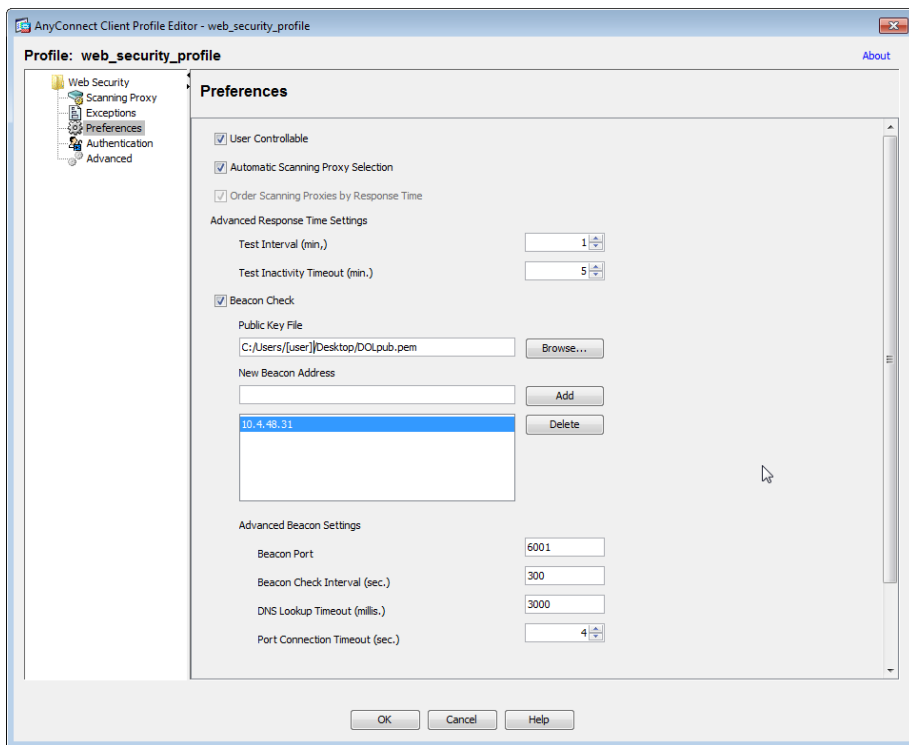 AnyConnect Client Profile Editor - web_security_profile
Profile: web_security_profile
About
Web Security
Scanning Proxy
Exceptions
Preferences
Authentication
Advanced
Preferences
User Controllable
Automatic Scanning Proxy Selection
Order Scanning Proxies by Response Time
Advanced Response Time Settings
Test Interval (min,)
1
Test Inactivity Timeout (min.)
5
Beacon Check
Public Key File
C:/Users/[user]/Desktop/DOLpub.pem
Browse...
New Beacon Address
Add
10.4.48.31
Delete
Advanced Beacon Settings
Beacon Port
6001
Beacon Check Interval (sec.)
300
DNS Lookup Timeout (millis.)
3000
Port Connection Timeout (sec.)
4
OK
Cancel
Help